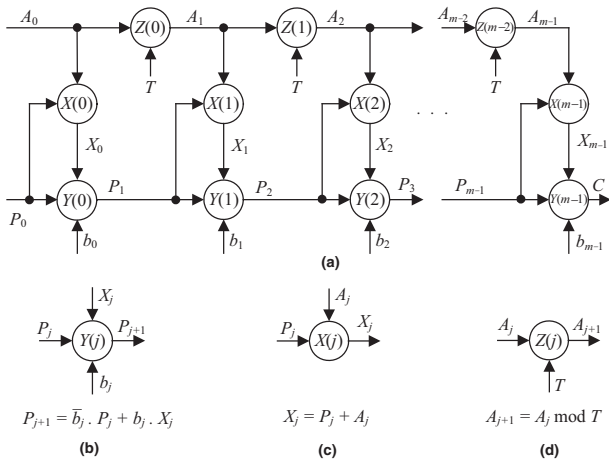 A₀ Z(0) A₁ Z(1) A₂ Aₘ₋₂ Z(m−2) Aₘ₋₁
T T T
X(0) X(1) X(2) X(m−1)
. . .
X₀ X₁ X₂ Xₘ₋₁
P₀ Y(0) P₁ Y(1) P₂ Y(2) P₃ Pₘ₋₁ Y(m−1) C
b₀ b₁ b₂ bₘ₋₁
(a)
Xⱼ Aⱼ
Pⱼ Y(j) Pⱼ₊₁ Pⱼ X(j) Xⱼ Aⱼ Z(j) Aⱼ₊₁
bⱼ T
Pⱼ₊₁ = b̅ⱼ . Pⱼ + bⱼ . Xⱼ Xⱼ = Pⱼ + Aⱼ Aⱼ₊₁ = Aⱼ mod T
(b) (c) (d)